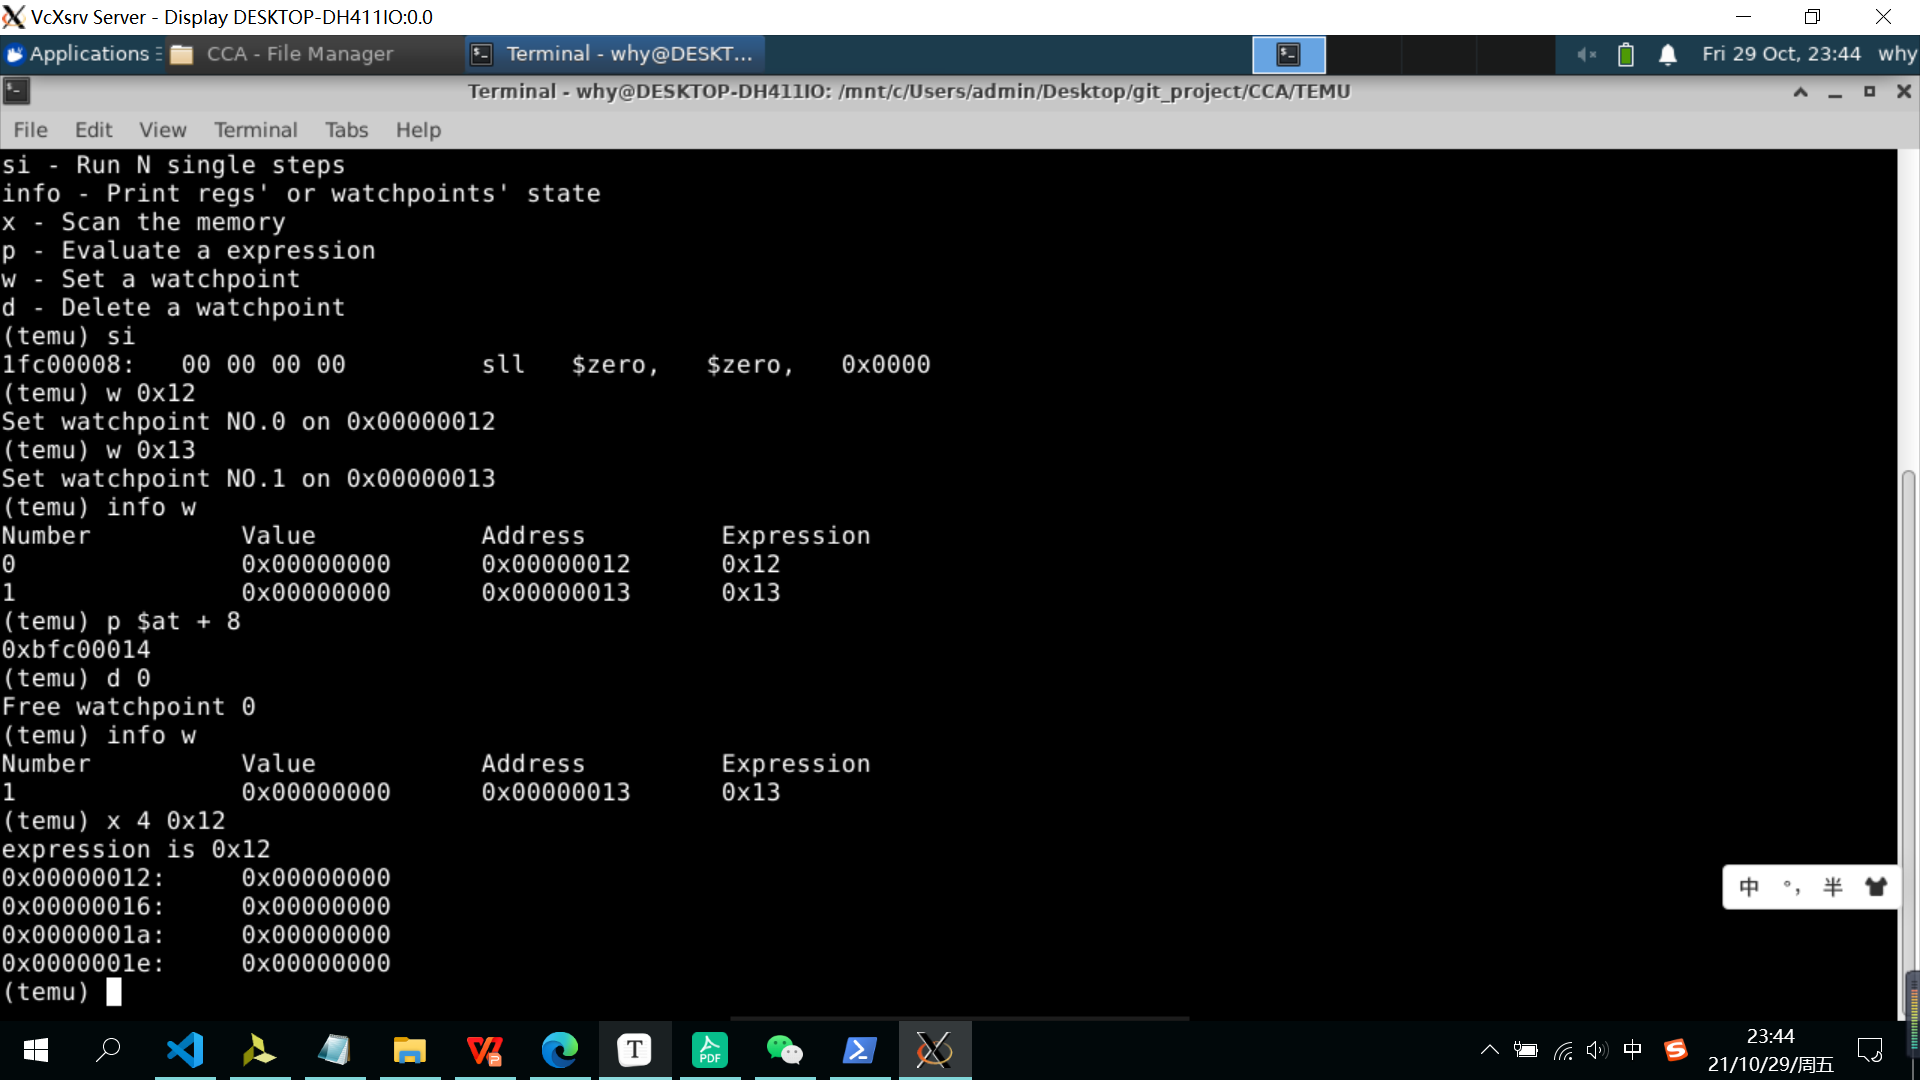 VcXsrv Server - Display DESKTOP-DH411IO:0.0
Applications
CCA - File Manager
Terminal - why@DESKT...
Fri 29 Oct, 23:44
why
Terminal - why@DESKTOP-DH411IO: /mnt/c/Users/admin/Desktop/git_project/CCA/TEMU
File Edit View Terminal Tabs Help
si - Run N single steps
info - Print regs' or watchpoints' state
x - Scan the memory
p - Evaluate a expression
w - Set a watchpoint
d - Delete a watchpoint
(temu) si
1fc00008: 00 00 00 00 sll $zero, $zero, 0x0000
(temu) w 0x12
Set watchpoint NO.0 on 0x00000012
(temu) w 0x13
Set watchpoint NO.1 on 0x00000013
(temu) info w
Number Value Address Expression
0 0x00000000 0x00000012 0x12
1 0x00000000 0x00000013 0x13
(temu) p $at + 8
0xbfc00014
(temu) d 0
Free watchpoint 0
(temu) info w
Number Value Address Expression
1 0x00000000 0x00000013 0x13
(temu) x 4 0x12
expression is 0x12
0x00000012: 0x00000000
0x00000016: 0x00000000
0x0000001a: 0x00000000
0x0000001e: 0x00000000
(temu)
中 °, 半
T
PDF
中
S
23:44
21/10/29/周五